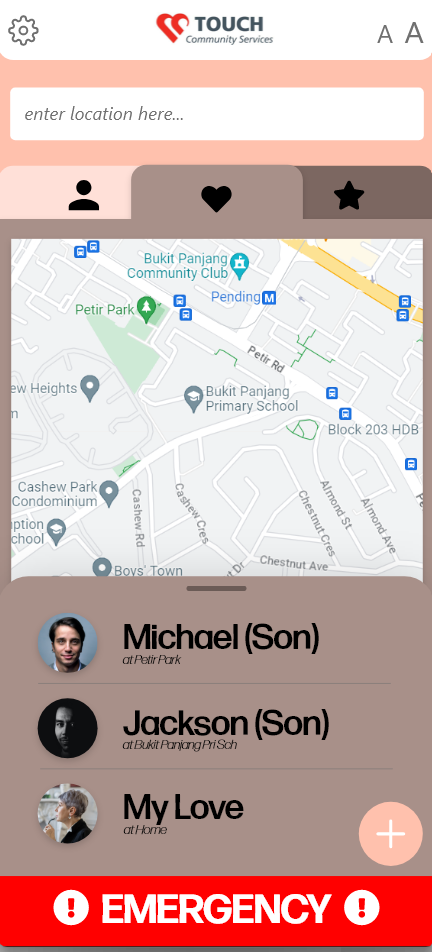 TOUCH
Community Services
A A
enter location here...
Bukit Panjang
Community Club
Pending M
Petir Park
Petir Rd
ew Heights
Bukit Panjang
Primary School
m
Block 203 HDB
Cashew Park
Condominium
Cashew Rd
Cashew Cres
Chestnut Cres
Almond St
Almond Ave
ption
chool
Boys' Town
t Dr
Chestnut Ave
Michael (Son)
at Petir Park
Jackson (Son)
at Bukit Panjang Pri Sch
My Love
at Home
! EMERGENCY !